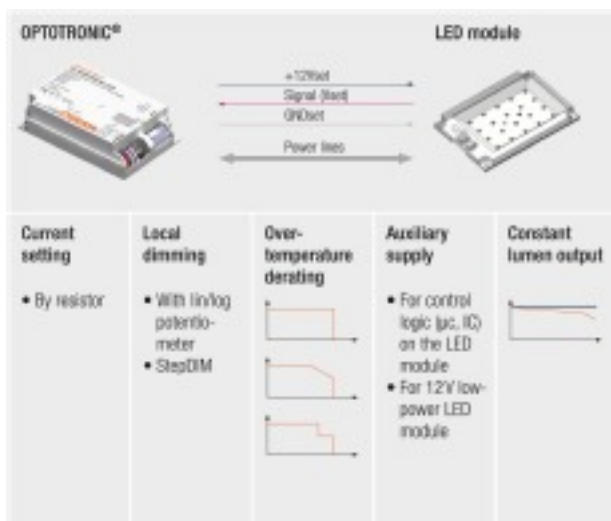 OPTOTRONIC®
LED module
+12Vset
Signal (Vset)
GNDset
Power lines
Current
setting
• By resistor
Local
dimming
• With lin/log
potentio-
meter
• StepDIM
Over-
temperature
derating
Auxiliary
supply
• For control
logic (µc, IC)
on the LED
module
• For 12V low-
power LED
module
Constant
lumen output